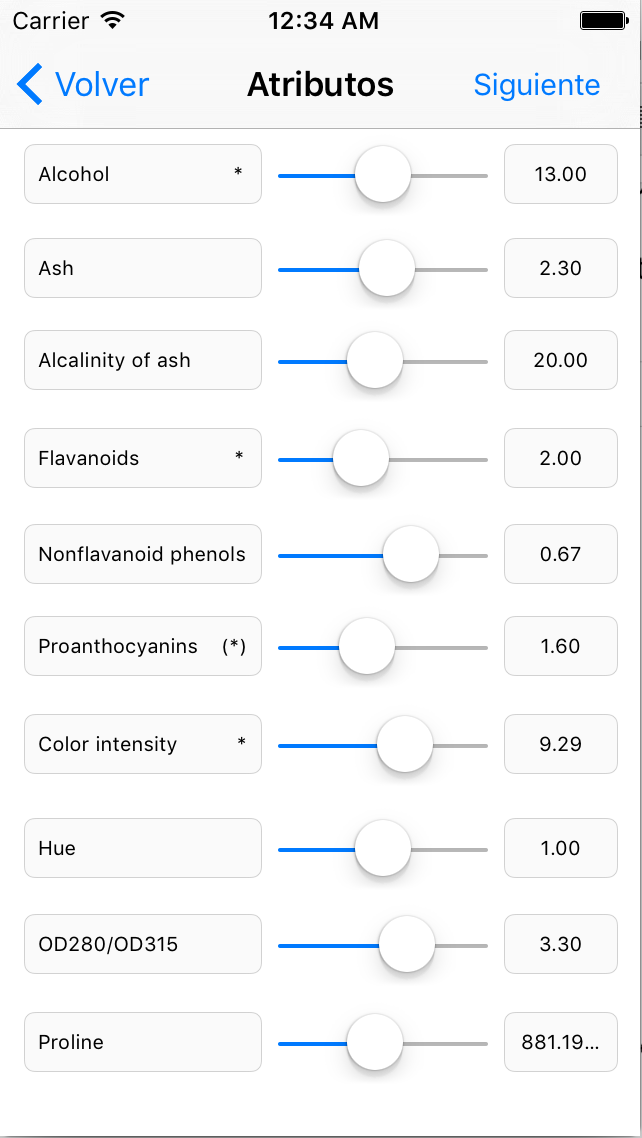 Carrier 12:34 AM
Volver Atributos Siguiente
Alcohol * 13.00
Ash 2.30
Alcalinity of ash 20.00
Flavanoids * 2.00
Nonflavanoid phenols 0.67
Proanthocyanins (*) 1.60
Color intensity * 9.29
Hue 1.00
OD280/OD315 3.30
Proline 881.19...